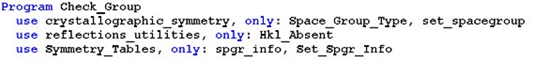 Program Check_Group
use crystallographic_symmetry, only: Space_Group_Type, set_spacegroup
use reflections_utilities, only: Hkl_Absent
use Symmetry_Tables, only: spgr_info, Set_Spgr_Info